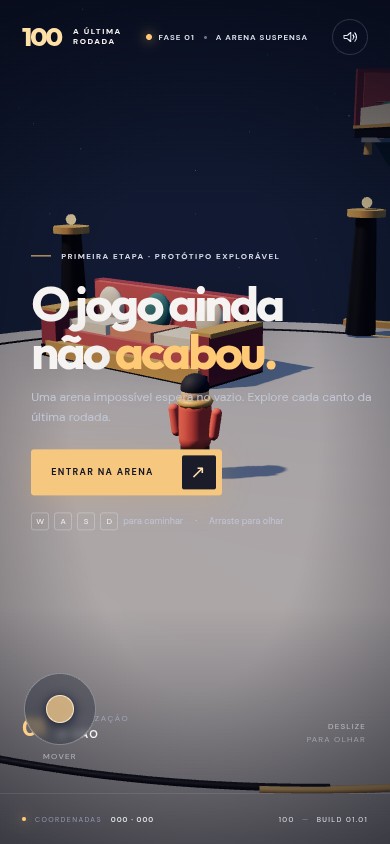 100
A ÚLTIMA
RODADA
FASE 01 • A ARENA SUSPENSA
PRIMEIRA ETAPA · PROTÓTIPO EXPLORÁVEL
O jogo ainda
não acabou.
Uma arena impossível espera no vazio. Explore cada canto da
última rodada.
ENTRAR NA ARENA ↗
W A S D para caminhar · Arraste para olhar
DESLIZE
PARA OLHAR
MOVER
COORDENADAS 000 · 000
100 — BUILD 01.01